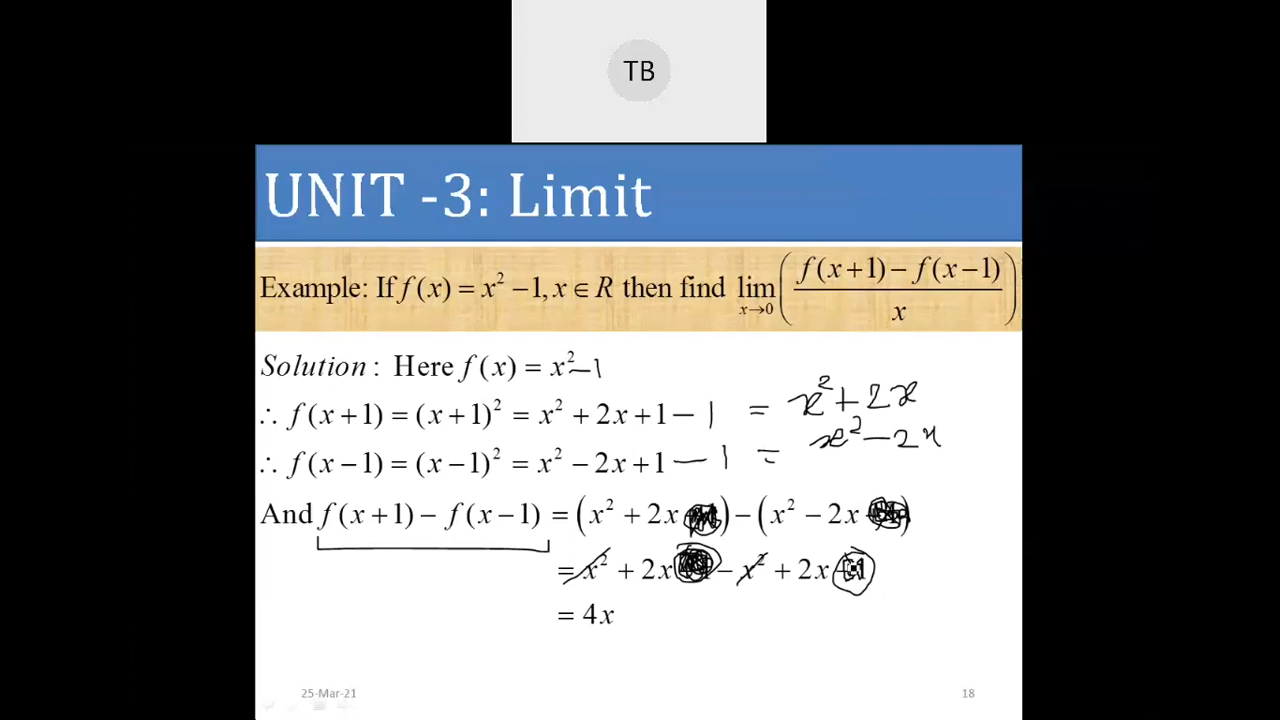 TB
UNIT -3: Limit
Example: If f(x) = x² − 1, x ∈ R then find lim x→0 ( (f(x+1) − f(x−1)) / x )
Solution : Here f(x) = x² − 1
∴ f(x+1) = (x+1)² = x² + 2x + 1 − 1 = x² + 2x
∴ f(x−1) = (x−1)² = x² − 2x + 1 − 1 = x² − 2x
And f(x+1) − f(x−1) = (x² + 2x ) − (x² − 2x )
= x² + 2x − x² + 2x
= 4x
25-Mar-21
18